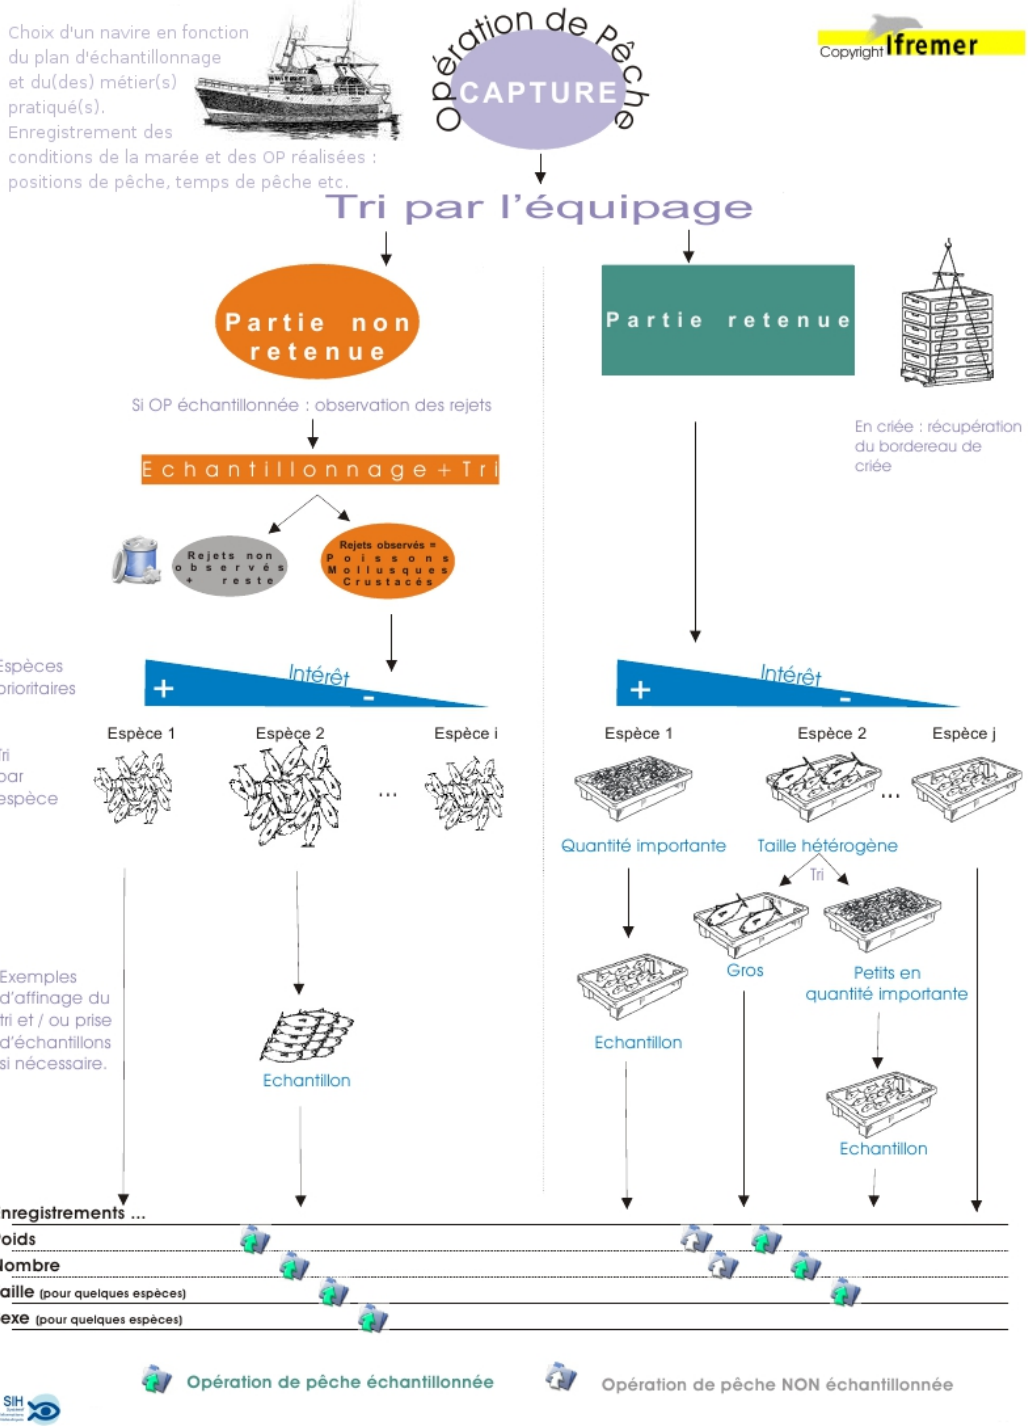 Choix d'un navire en fonction
du plan d'échantillonnage
et du(des) métier(s)
pratiqué(s).
Enregistrement des
conditions de la marée et des OP réalisées :
positions de pêche, temps de pêche etc.
Opération de Pêche
CAPTURE
Copyright Ifremer
Tri par l'équipage
Partie non
retenue
Partie retenue
Si OP échantillonnée : observation des rejets
En criée : récupération
du bordereau de
criée
Echantillonnage+Tri
Rejets non
observés
+ reste
Rejets observés =
Poissons
Mollusques
Crustacés
Espèces
prioritaires
Intérêt
+
-
Intérêt
+
-
Espèce 1
Espèce 2
Espèce i
Espèce 1
Espèce 2
Espèce j
Tri
par
espèce
...
...
Quantité importante
Taille hétérogène
Tri
Gros
Petits en
quantité importante
Exemples
d'affinage du
tri et / ou prise
d'échantillons
si nécessaire.
Echantillon
Echantillon
Echantillon
nregistrements ...
oids
Nombre
aille (pour quelques espèces)
exe (pour quelques espèces)
Opération de pêche échantillonnée
Opération de pêche NON échantillonnée
SIH